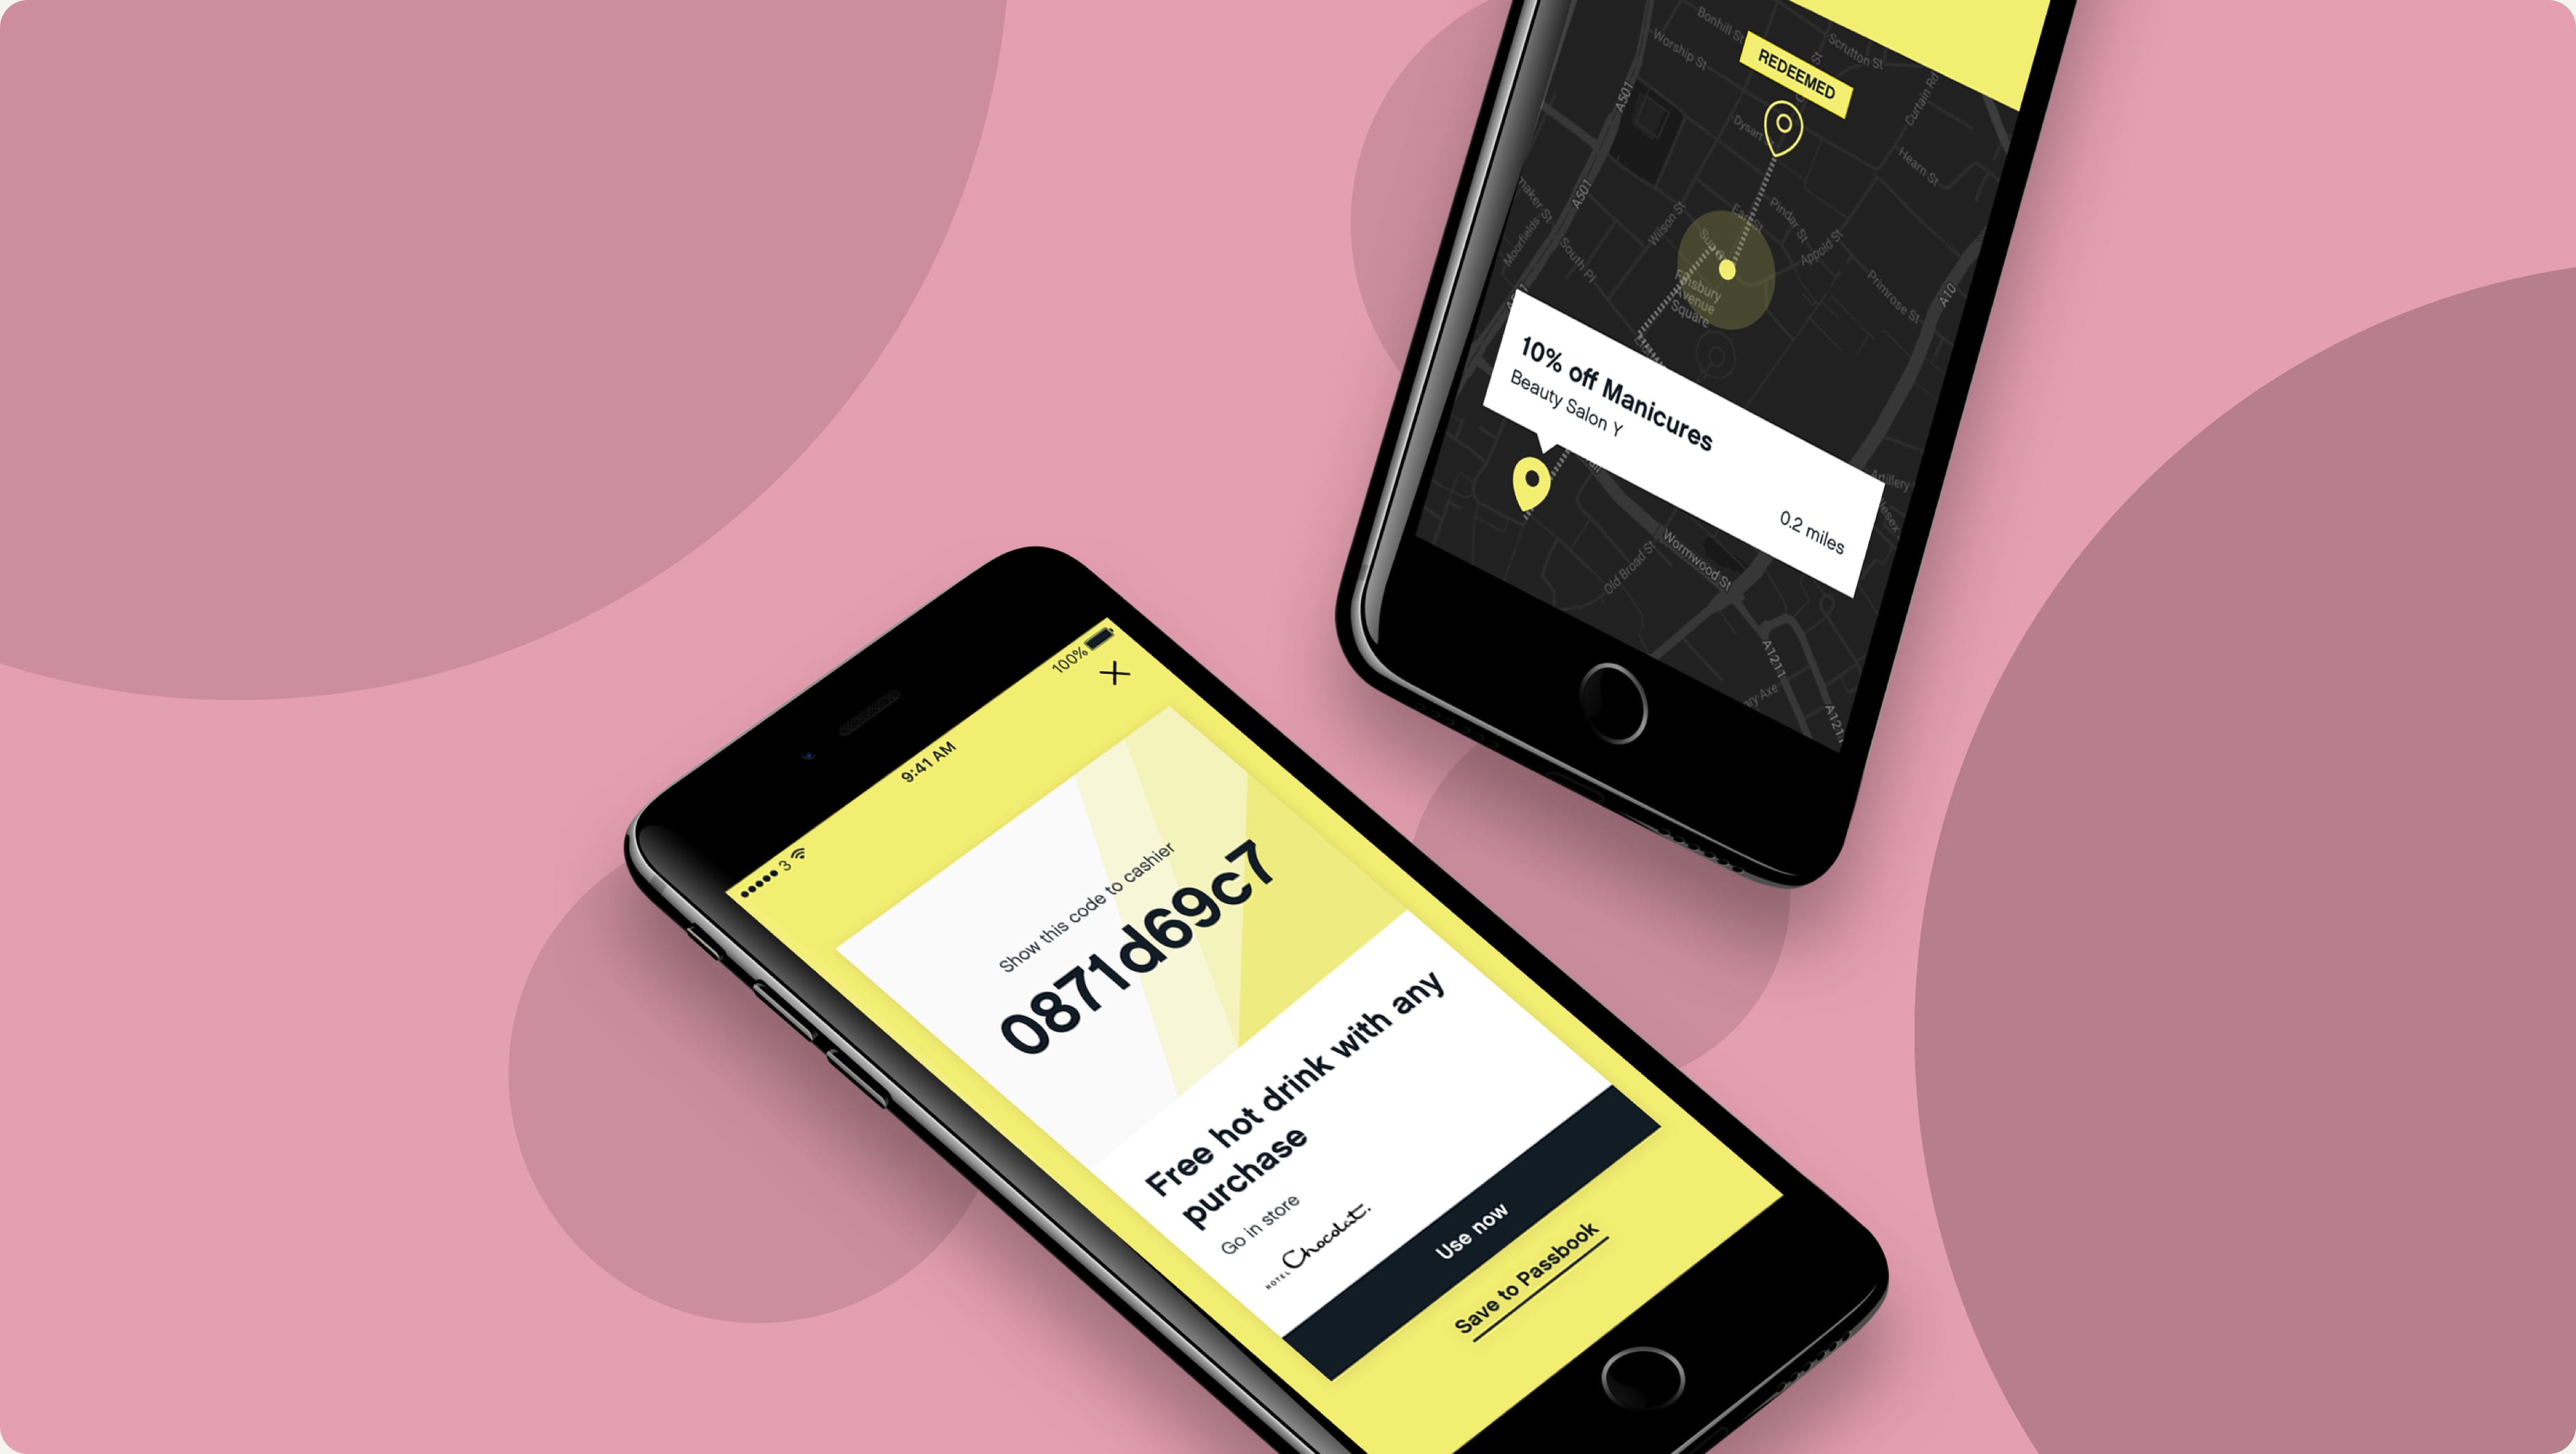 100%
9:41 AM
3
Show this code to cashier
0871d69c7
Free hot drink with any
purchase
Go in store
HOTEL Chocolat.
Use now
Save to Passbook
Bonhill St
Worship St
Scrutton St
REDEEMED
A501
Curtain Rd
Dysart
Hearn St
A501
Wilson St
Pindar St
Appold St
South Pl
Moorfields
Primrose St
A10
Finsbury
Avenue
Square
10% off Manicures
Beauty Salon Y
0.2 miles
Artillery
Wormwood St
Old Broad St
A1211